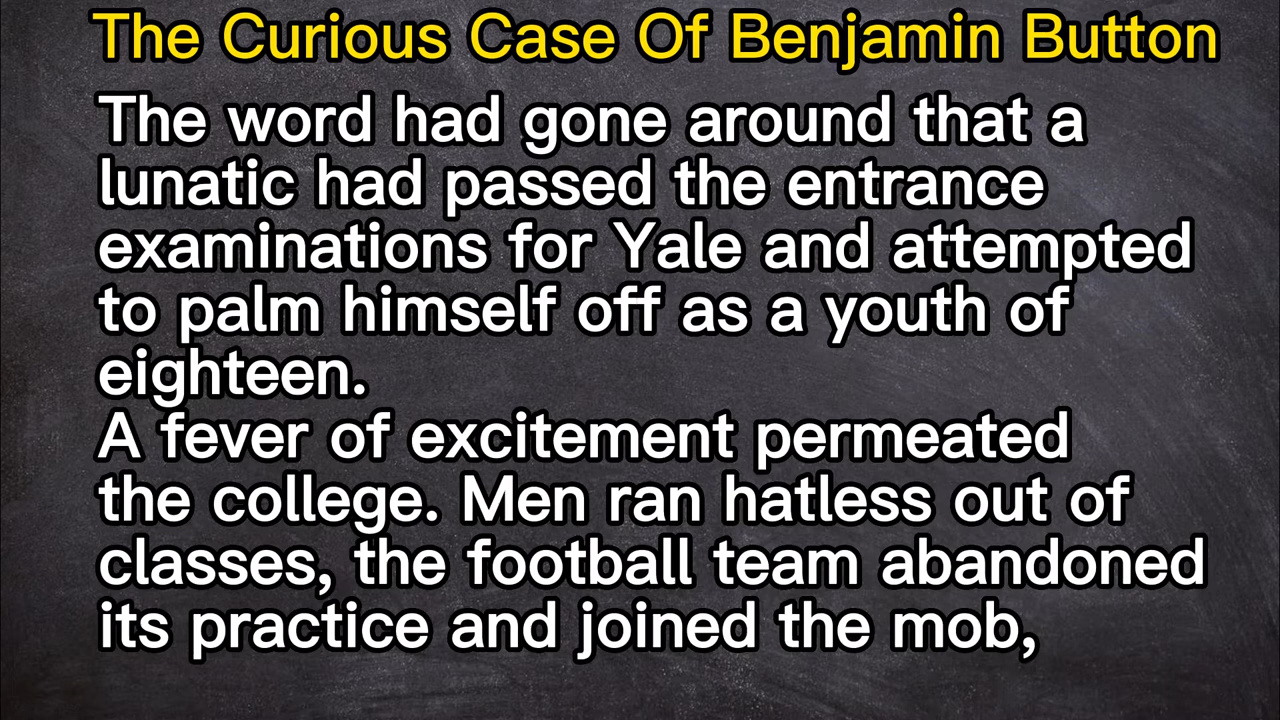 The Curious Case Of Benjamin Button
The word had gone around that a
lunatic had passed the entrance
examinations for Yale and attempted
to palm himself off as a youth of
eighteen.
A fever of excitement permeated
the college. Men ran hatless out of
classes, the football team abandoned
its practice and joined the mob,